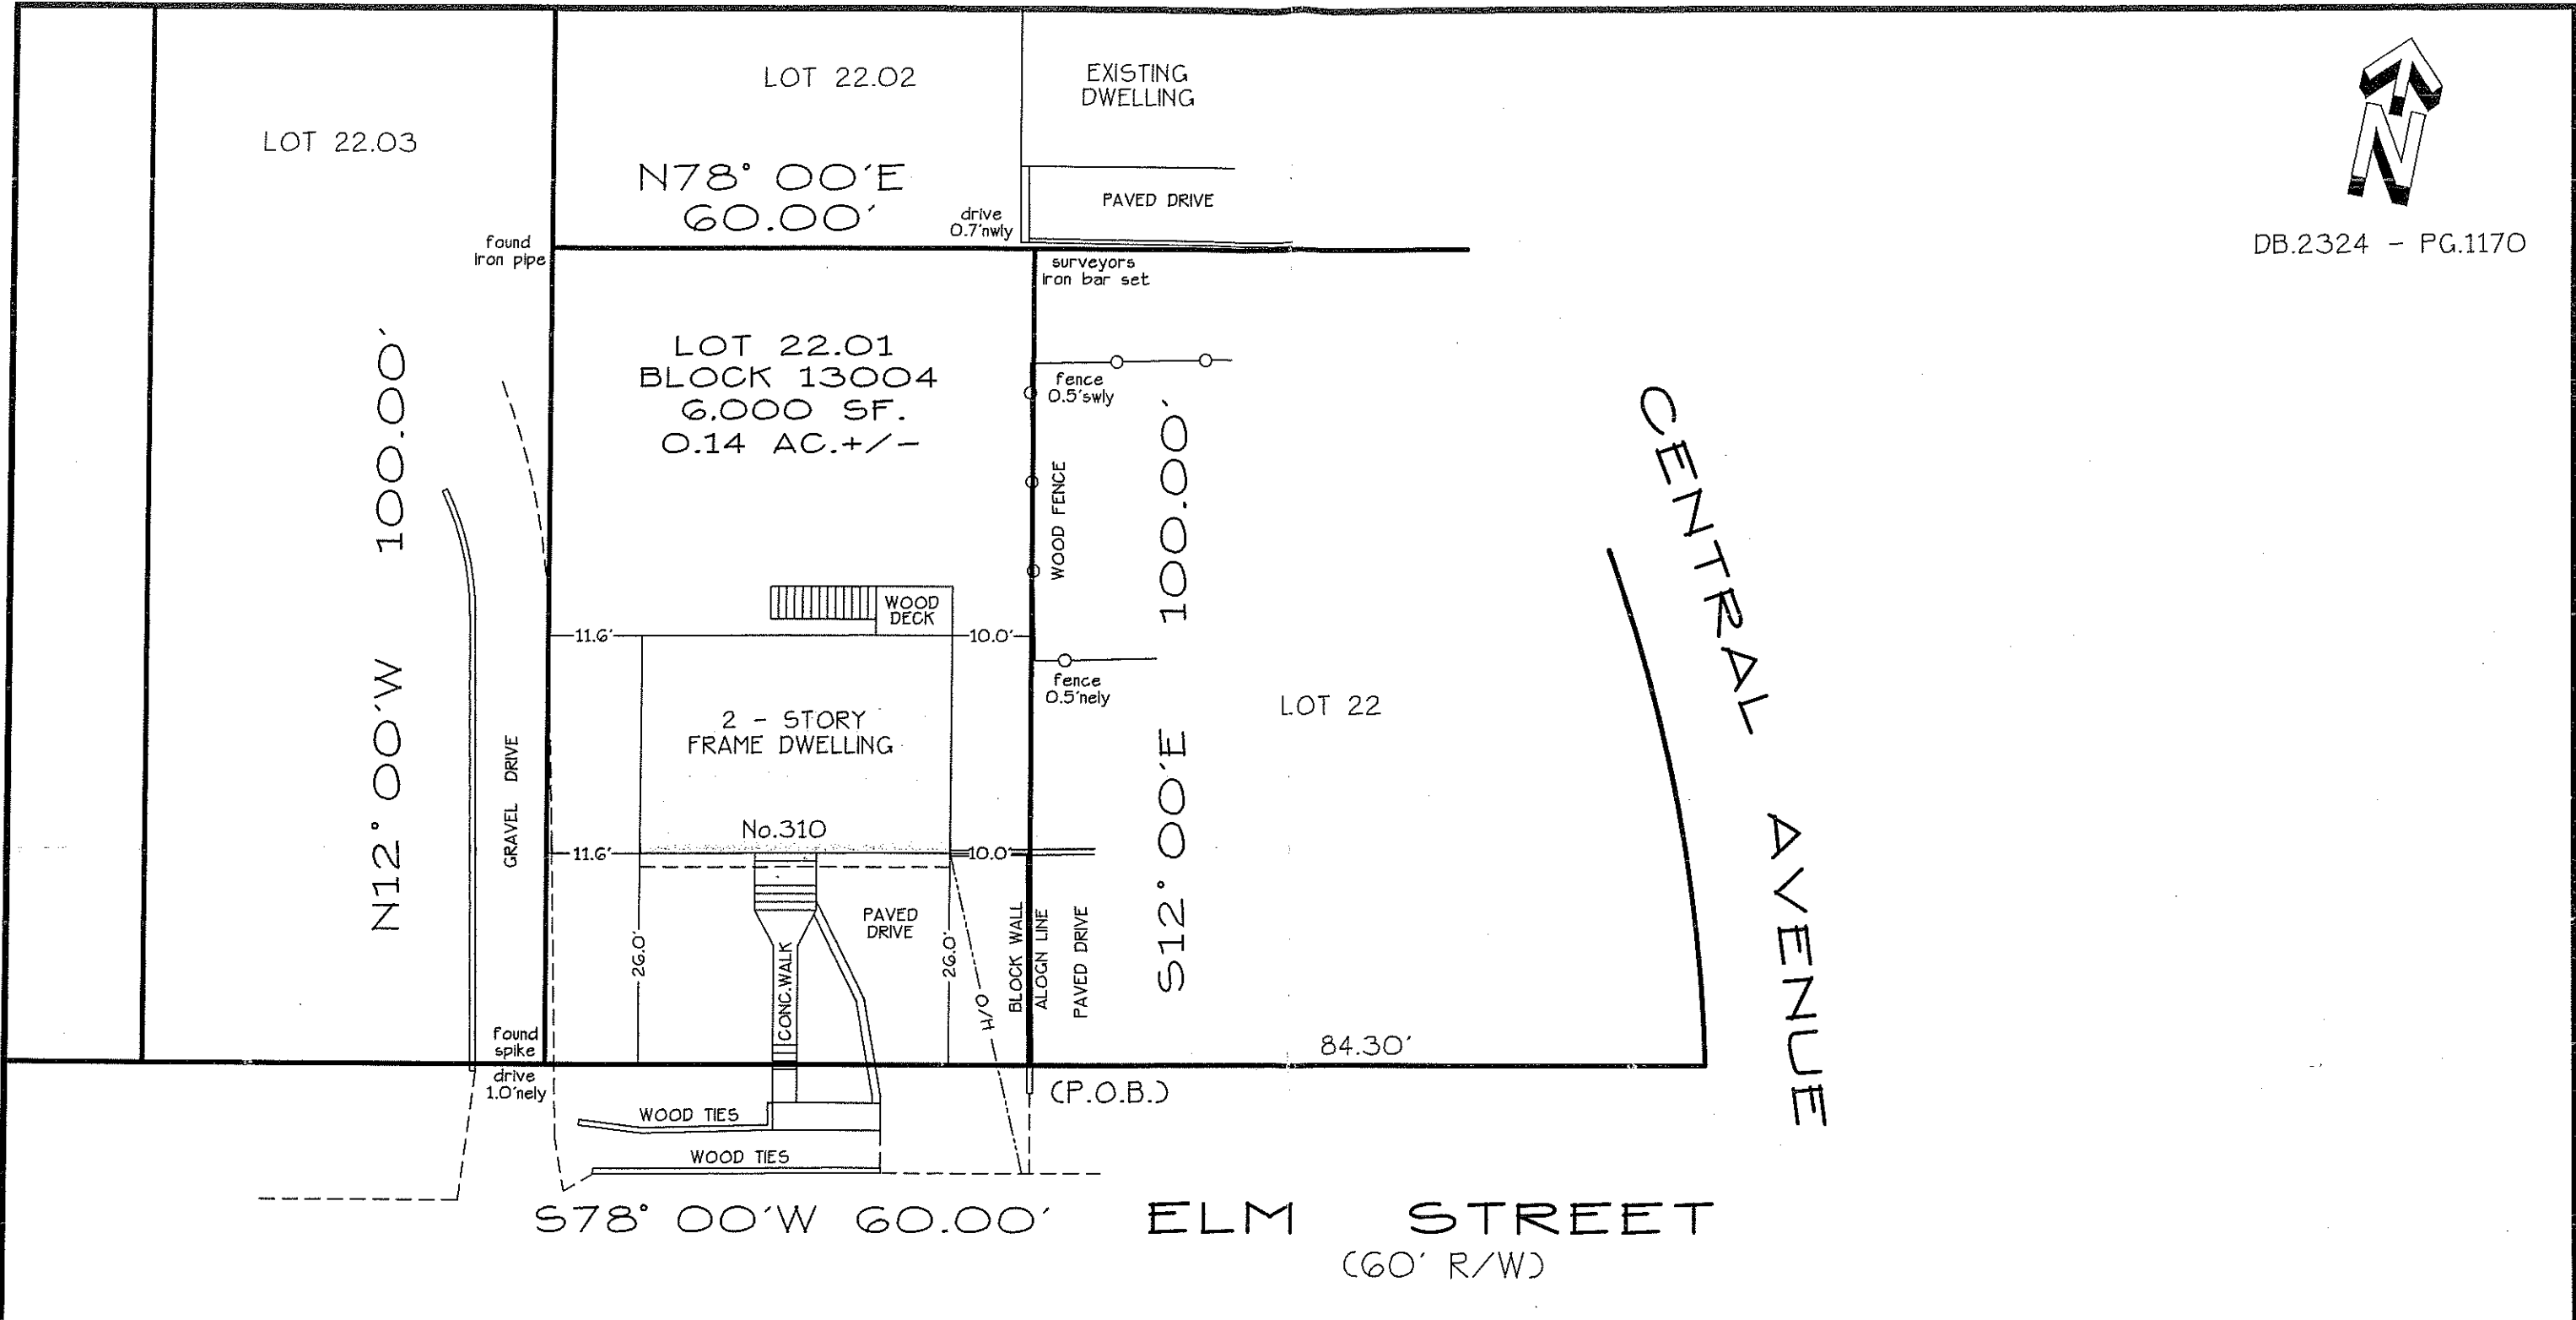 LOT 22.02
EXISTING
DWELLING
LOT 22.03
N78° 00'E
60.00'
PAVED DRIVE
drive
0.7'nwly
N
DB.2324 - PG.1170
found
iron pipe
surveyors
iron bar set
LOT 22.01
BLOCK 13004
6,000 SF.
0.14 AC.+/-
fence
0.5'swly
N12° 00'W 100.00'
WOOD FENCE
S12° 00'E 100.00'
CENTRAL AVENUE
WOOD
DECK
11.6'
10.0'
fence
0.5'nely
LOT 22
2 - STORY
FRAME DWELLING
GRAVEL DRIVE
No.310
11.6'
10.0'
PAVED
DRIVE
26.0'
26.0'
CONC.WALK
O/H
BLOCK WALL
ALOGN LINE
PAVED DRIVE
found
spike
84.30'
drive
1.0'nely
(P.O.B.)
WOOD TIES
WOOD TIES
S78° 00'W 60.00'
ELM STREET
(60' R/W)